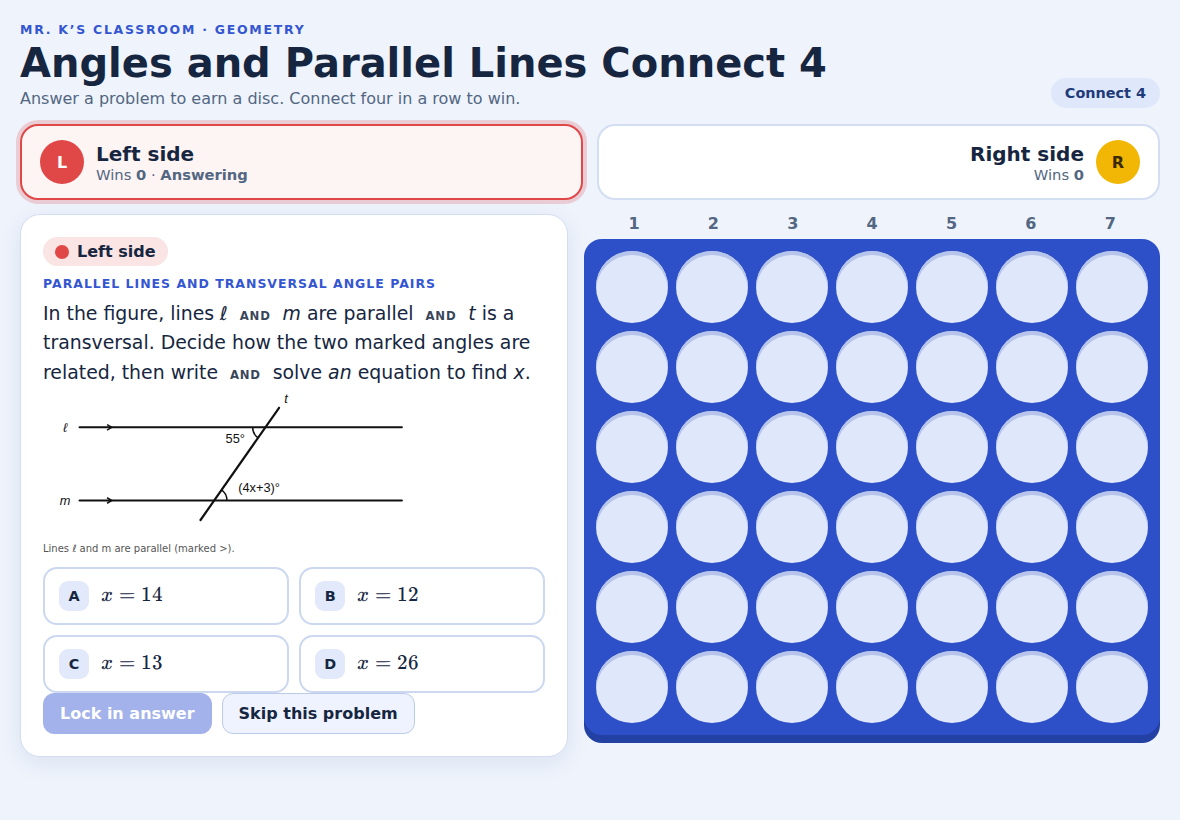 MR. K’S CLASSROOM · GEOMETRY
Angles and Parallel Lines Connect 4
Answer a problem to earn a disc. Connect four in a row to win.
Connect 4
L
Left side
Wins 0 · Answering
Right side
Wins 0
R
Left side
PARALLEL LINES AND TRANSVERSAL ANGLE PAIRS
In the figure, lines ℓ AND m are parallel AND t is a
transversal. Decide how the two marked angles are
related, then write AND solve an equation to find x.
t
ℓ
55°
(4x+3)°
m
Lines ℓ and m are parallel (marked >).
A x = 14
B x = 12
C x = 13
D x = 26
Lock in answer
Skip this problem
1 2 3 4 5 6 7